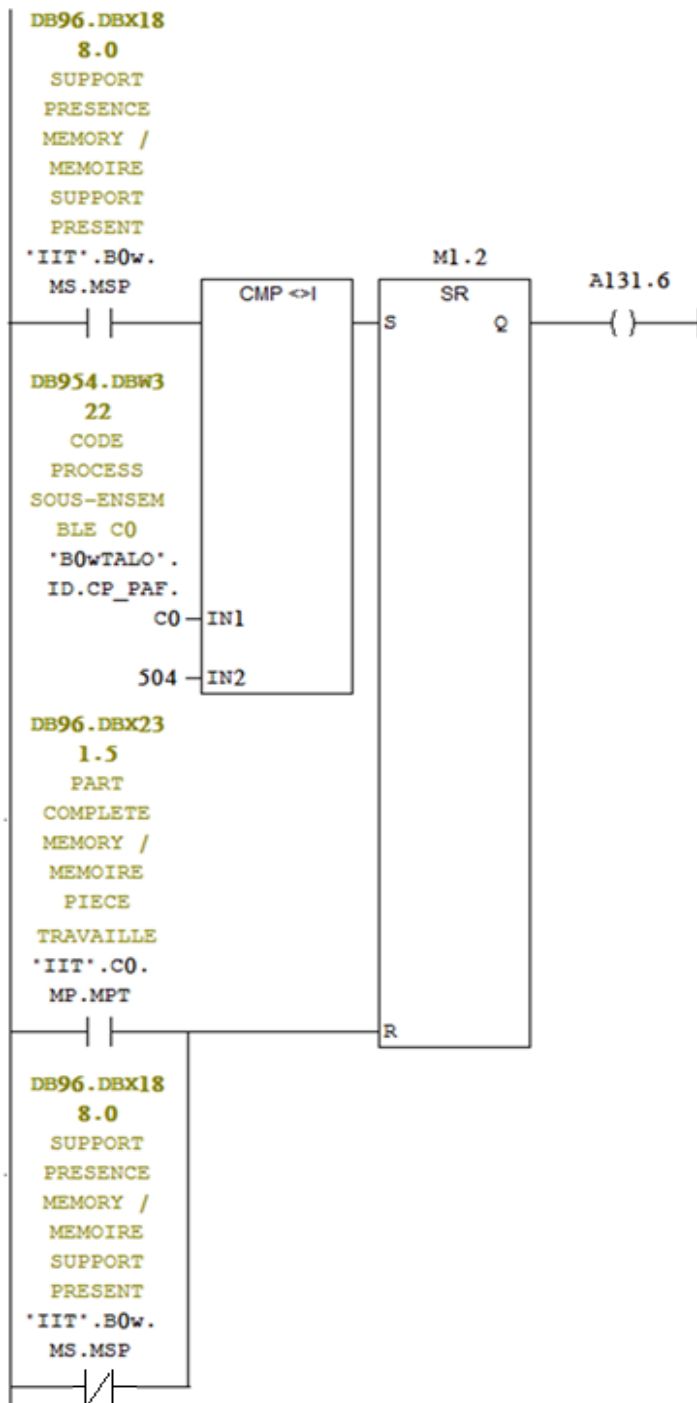 DB96.DBX18
8.0
SUPPORT
PRESENCE
MEMORY /
MEMOIRE
SUPPORT
PRESENT
"IIT".B0w.
MS.MSP
CMP <>I
M1.2
SR
A131.6
S
Q
DB954.DBW3
22
CODE
PROCESS
SOUS-ENSEM
BLE C0
"B0wTALO".
ID.CP_PAF.
C0
IN1
504
IN2
DB96.DBX23
1.5
PART
COMPLETE
MEMORY /
MEMOIRE
PIECE
TRAVAILLE
"IIT".C0.
MP.MPT
R
DB96.DBX18
8.0
SUPPORT
PRESENCE
MEMORY /
MEMOIRE
SUPPORT
PRESENT
"IIT".B0w.
MS.MSP